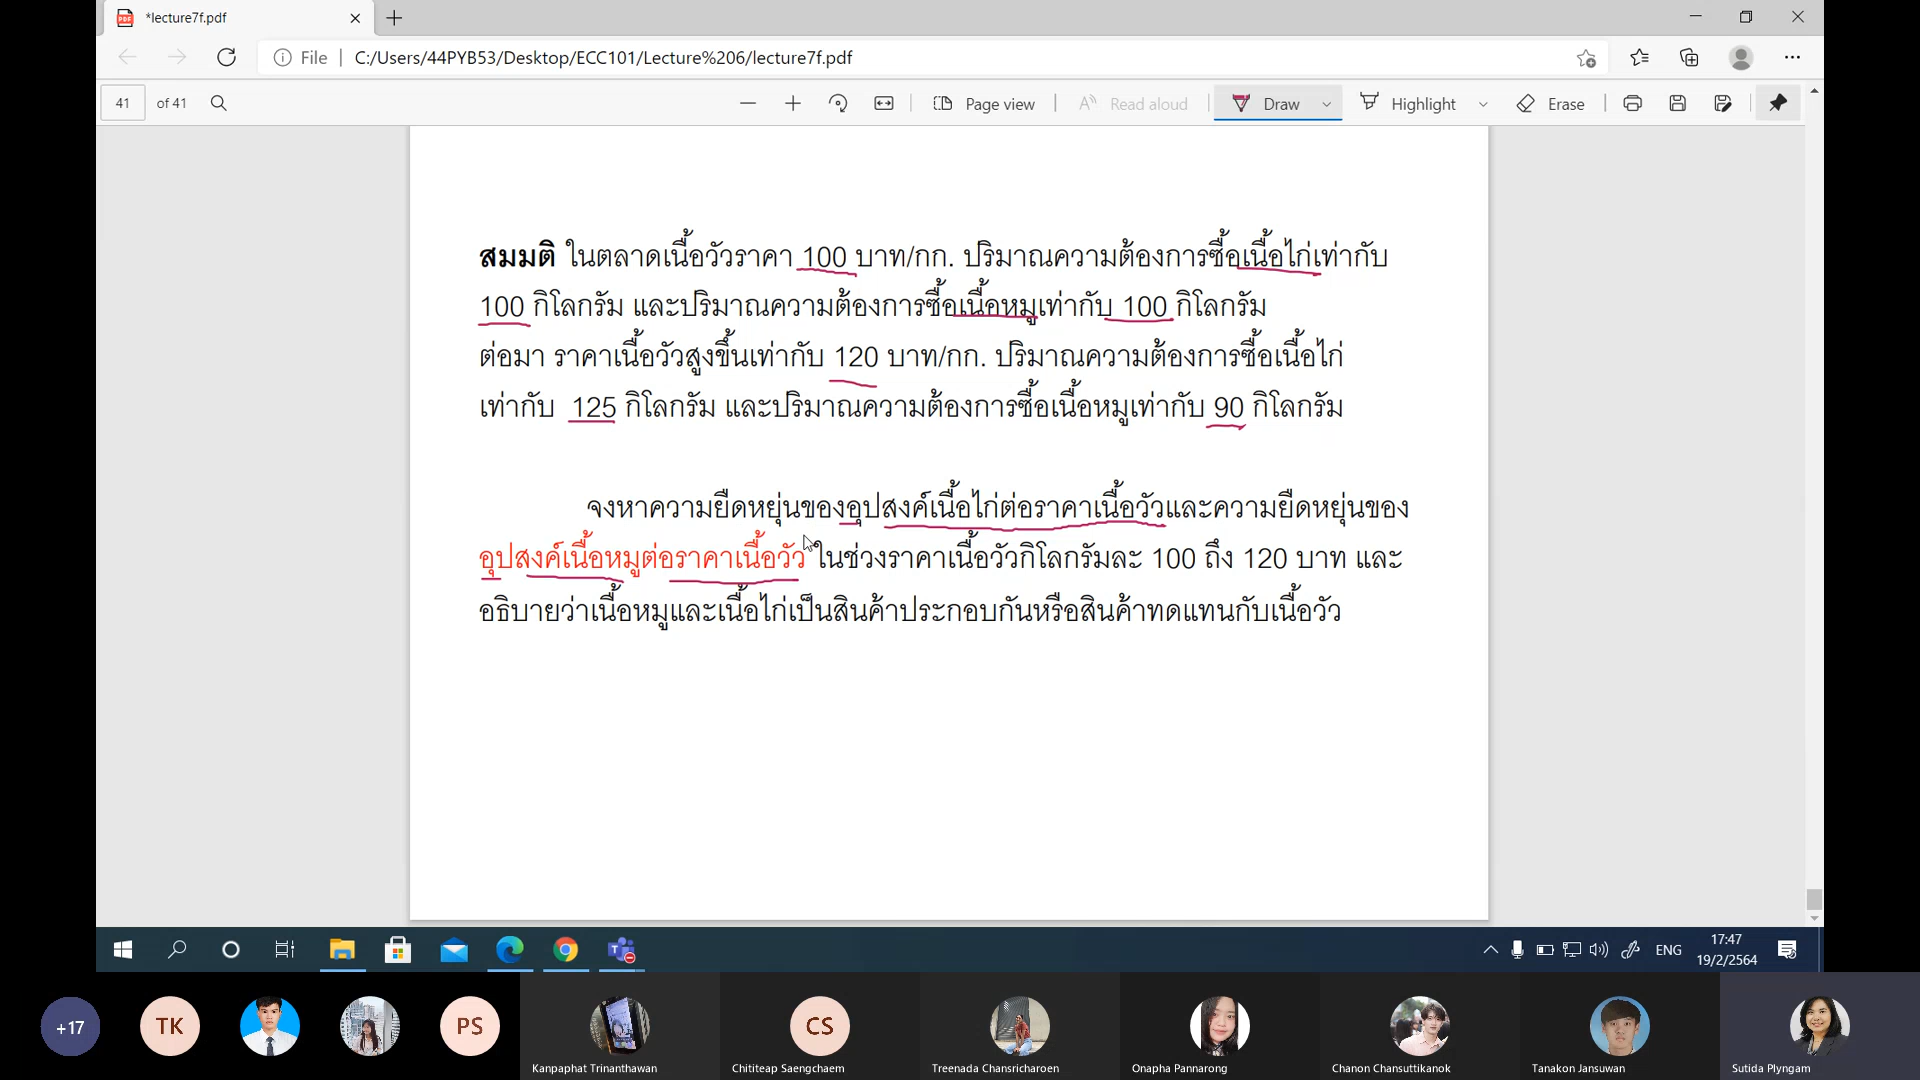 *lecture7f.pdf
File | C:/Users/44PYB53/Desktop/ECC101/Lecture%206/lecture7f.pdf
41 of 41 Page view Read aloud Draw Highlight Erase
สมมติ ในตลาดเนื้อวัวราคา 100 บาท/กก. ปริมาณความต้องการซื้อเนื้อไก่เท่ากับ
100 กิโลกรัม และปริมาณความต้องการซื้อเนื้อหมูเท่ากับ 100 กิโลกรัม
ต่อมา ราคาเนื้อวัวสูงขึ้นเท่ากับ 120 บาท/กก. ปริมาณความต้องการซื้อเนื้อไก่
เท่ากับ 125 กิโลกรัม และปริมาณความต้องการซื้อเนื้อหมูเท่ากับ 90 กิโลกรัม
จงหาความยืดหยุ่นของอุปสงค์เนื้อไก่ต่อราคาเนื้อวัวและความยืดหยุ่นของ
อุปสงค์เนื้อหมูต่อราคาเนื้อวัว ในช่วงราคาเนื้อวัวกิโลกรัมละ 100 ถึง 120 บาท และ
อธิบายว่าเนื้อหมูและเนื้อไก่เป็นสินค้าประกอบกันหรือสินค้าทดแทนกับเนื้อวัว
ENG
17:47
19/2/2564
+17 TK PS CS
Kanpaphat Trinanthawan Chititeap Saengchaem Treenada Chansricharoen Onapha Pannarong Chanon Chansuttikanok Tanakon Jansuwan Sutida Plyngam